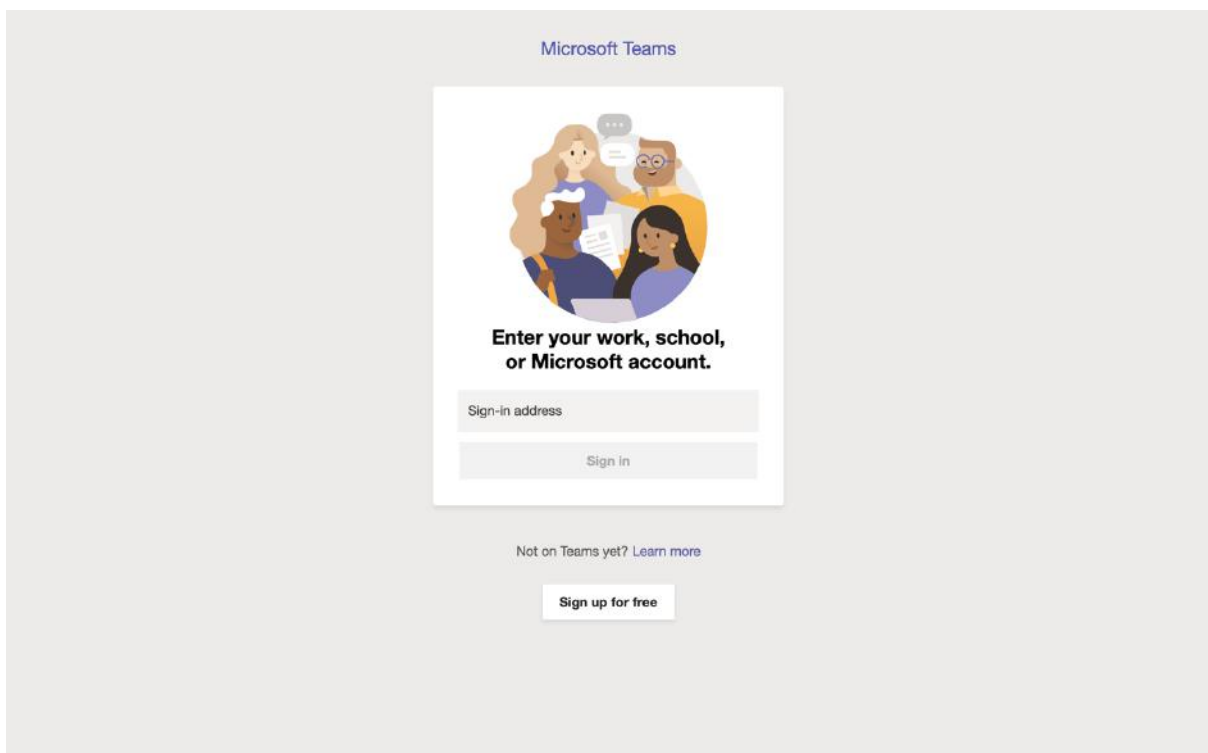 Microsoft Teams
Enter your work, school,
or Microsoft account.
Sign-in address
Sign in
Not on Teams yet? Learn more
Sign up for free